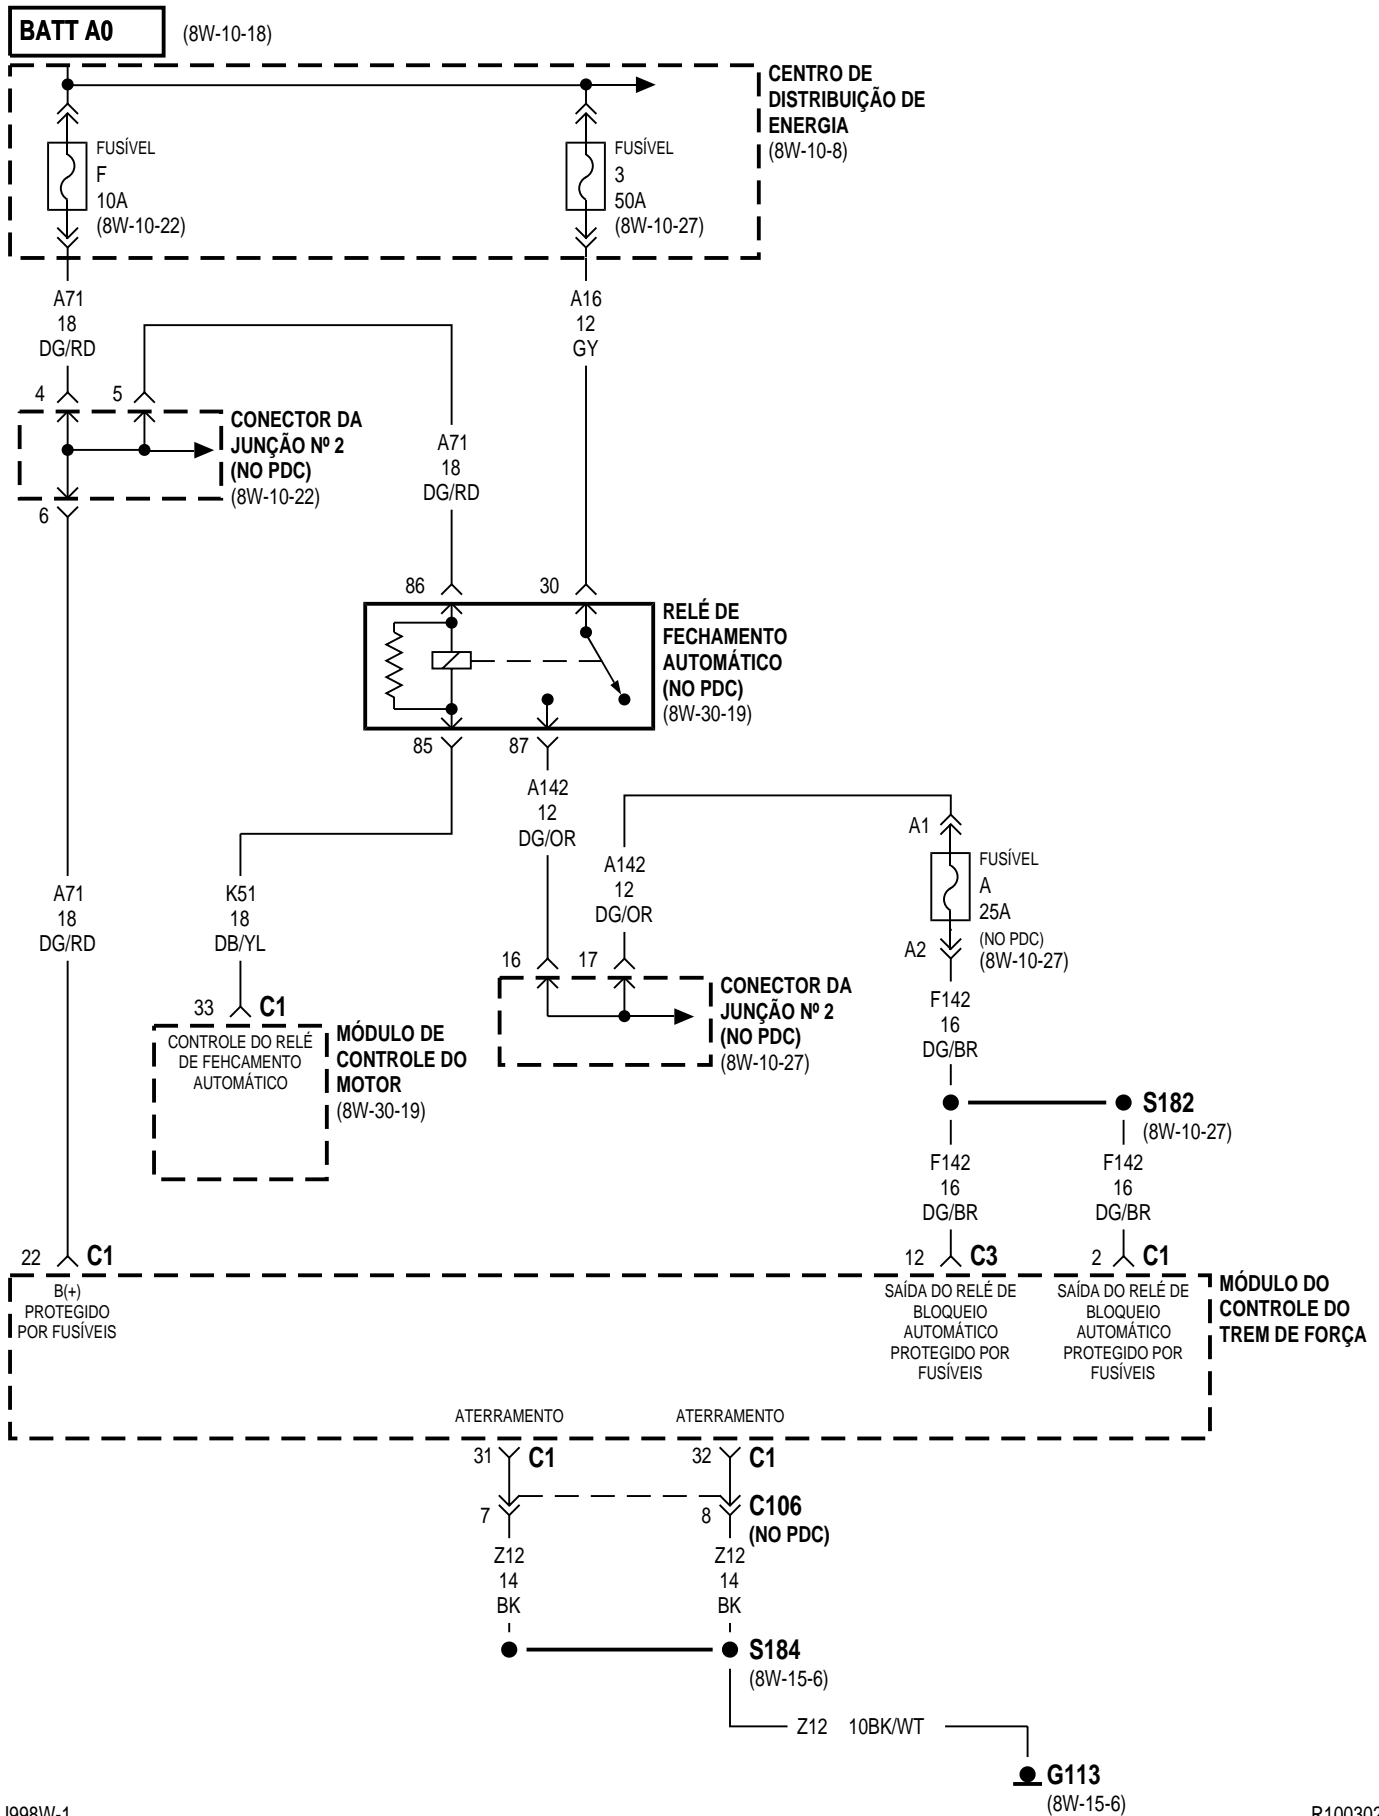 BATT A0
(8W-10-18)
CENTRO DE
DISTRIBUIÇÃO DE
ENERGIA
(8W-10-8)
FUSÍVEL
F
10A
(8W-10-22)
FUSÍVEL
3
50A
(8W-10-27)
A71
18
DG/RD
A16
12
GY
4
5
CONECTOR DA
JUNÇÃO Nº 2
(NO PDC)
(8W-10-22)
6
A71
18
DG/RD
86
30
RELÉ DE
FECHAMENTO
AUTOMÁTICO
(NO PDC)
(8W-30-19)
85
87
A142
12
DG/OR
A142
12
DG/OR
A1
FUSÍVEL
A
25A
(NO PDC)
(8W-10-27)
A2
A71
18
DG/RD
K51
18
DB/YL
16
17
CONECTOR DA
JUNÇÃO Nº 2
(NO PDC)
(8W-10-27)
F142
16
DG/BR
33
C1
CONTROLE DO RELÉ
DE FEHCAMENTO
AUTOMÁTICO
MÓDULO DE
CONTROLE DO
MOTOR
(8W-30-19)
S182
(8W-10-27)
F142
16
DG/BR
F142
16
DG/BR
22
C1
12
C3
2
C1
B(+)
PROTEGIDO
POR FUSÍVEIS
SAÍDA DO RELÉ DE
BLOQUEIO
AUTOMÁTICO
PROTEGIDO POR
FUSÍVEIS
SAÍDA DO RELÉ DE
BLOQUEIO
AUTOMÁTICO
PROTEGIDO POR
FUSÍVEIS
MÓDULO DO
CONTROLE DO
TREM DE FORÇA
ATERRAMENTO
ATERRAMENTO
31
C1
32
C1
7
8
C106
(NO PDC)
Z12
14
BK
Z12
14
BK
S184
(8W-15-6)
Z12 10BK/WT
G113
(8W-15-6)
J998W-1
R100302